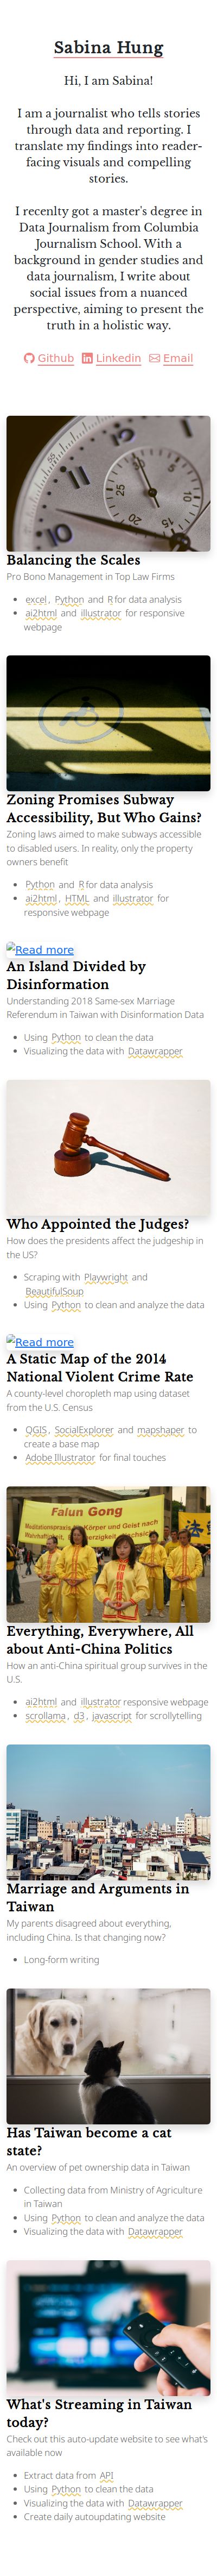 Sabina Hung
Hi, I am Sabina!
I am a journalist who tells stories
through data and reporting. I
translate my findings into reader-
facing visuals and compelling
stories.
I recenlty got a master's degree in
Data Journalism from Columbia
Journalism School. With a
background in gender studies and
data journalism, I write about
social issues from a nuanced
perspective, aiming to present the
truth in a holistic way.
Github Linkedin Email
25
20
Balancing the Scales
Pro Bono Management in Top Law Firms
• excel, Python and R for data analysis
• ai2html and illustrator for responsive
webpage
Zoning Promises Subway
Accessibility, But Who Gains?
Zoning laws aimed to make subways accessible
to disabled users. In reality, only the property
owners benefit
• Python and R for data analysis
• ai2html, HTML and illustrator for
responsive webpage
Read more
An Island Divided by
Disinformation
Understanding 2018 Same-sex Marriage
Referendum in Taiwan with Disinformation Data
• Using Python to clean the data
• Visualizing the data with Datawrapper
Who Appointed the Judges?
How does the presidents affect the judgeship in
the US?
• Scraping with Playwright and
BeautifulSoup
• Using Python to clean and analyze the data
Read more
A Static Map of the 2014
National Violent Crime Rate
A county-level choropleth map using dataset
from the U.S. Census
• QGIS, SocialExplorer and mapshaper to
create a base map
• Adobe Illustrator for final touches
Falun Gong
Everything, Everywhere, All
about Anti-China Politics
How an anti-China spiritual group survives in the
U.S.
• ai2html and illustrator responsive webpage
• scrollama, d3, javascript for scrollytelling
Marriage and Arguments in
Taiwan
My parents disagreed about everything,
including China. Is that changing now?
• Long-form writing
Has Taiwan become a cat
state?
An overview of pet ownership data in Taiwan
• Collecting data from Ministry of Agriculture
in Taiwan
• Using Python to clean and analyze the data
• Visualizing the data with Datawrapper
What's Streaming in Taiwan
today?
Check out this auto-update website to see what's
available now
• Extract data from API
• Using Python to clean the data
• Visualizing the data with Datawrapper
• Create daily autoupdating website